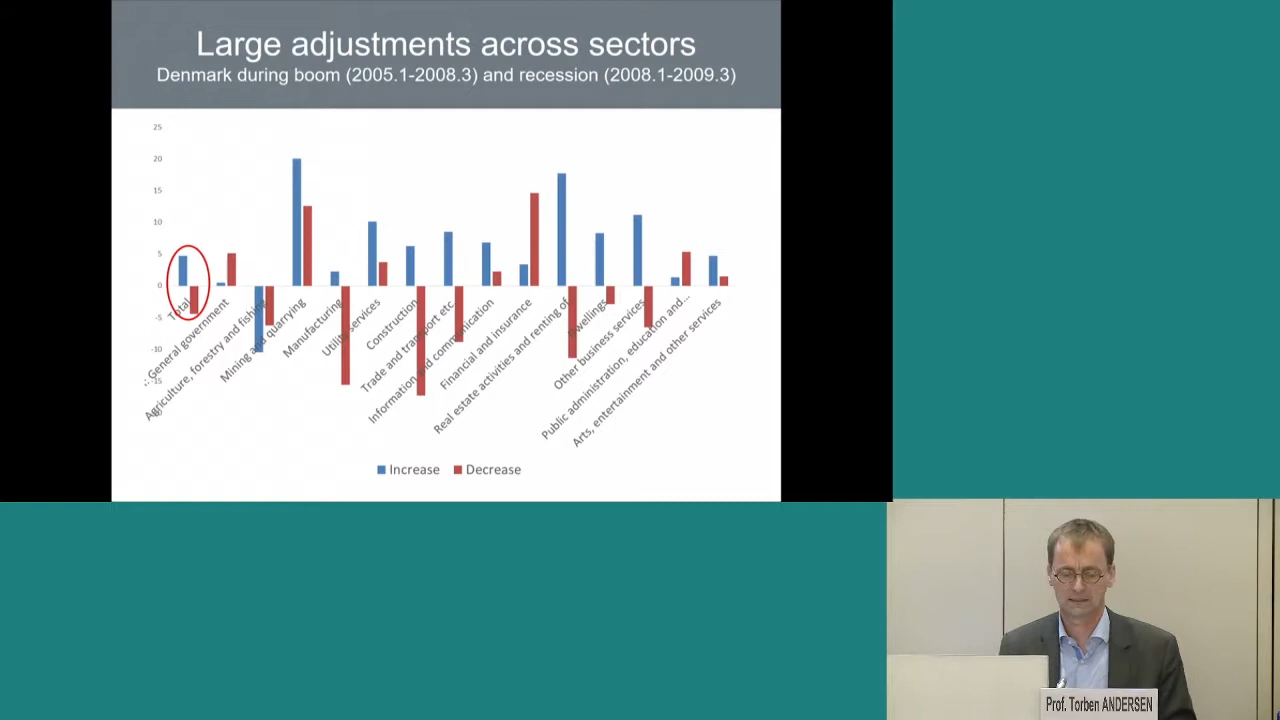 Large adjustments across sectors
Denmark during boom (2005.1-2008.3) and recession (2008.1-2009.3)
25
20
15
10
5
0
-5
-10
-15
Total
General government
Agriculture, forestry and fishing
Mining and quarrying
Manufacturing
Utility services
Construction
Trade and transport etc.
Information and communication
Financial and insurance
Real estate activities and renting of
dwellings
Other business services
Public administration, education and...
Arts, entertainment and other services
Increase
Decrease
Prof. Torben ANDERSEN